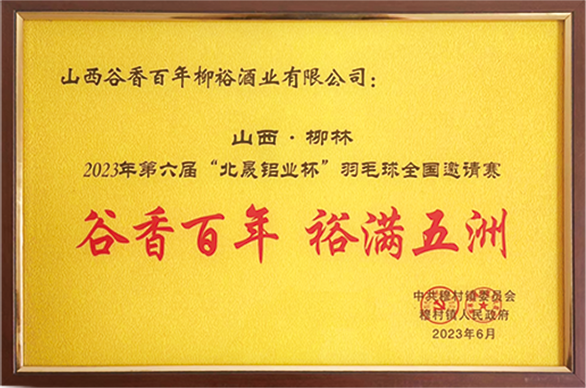 山西谷香百年柳裕酒业有限公司：
山西·柳林
2023年第六届“北晟铝业杯”羽毛球全国邀请赛
谷香百年 裕满五洲
中共穆村镇委员会
穆村镇人民政府
2023年6月